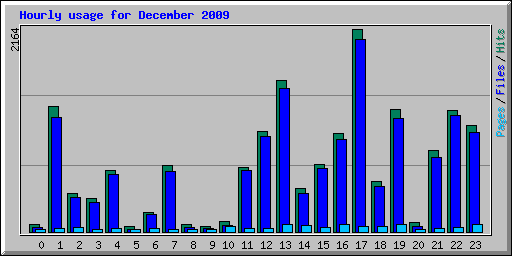 Hourly usage for December 2009
2164
Pages/Files/Hits
0 1 2 3 4 5 6 7 8 9 10 11 12 13 14 15 16 17 18 19 20 21 22 23